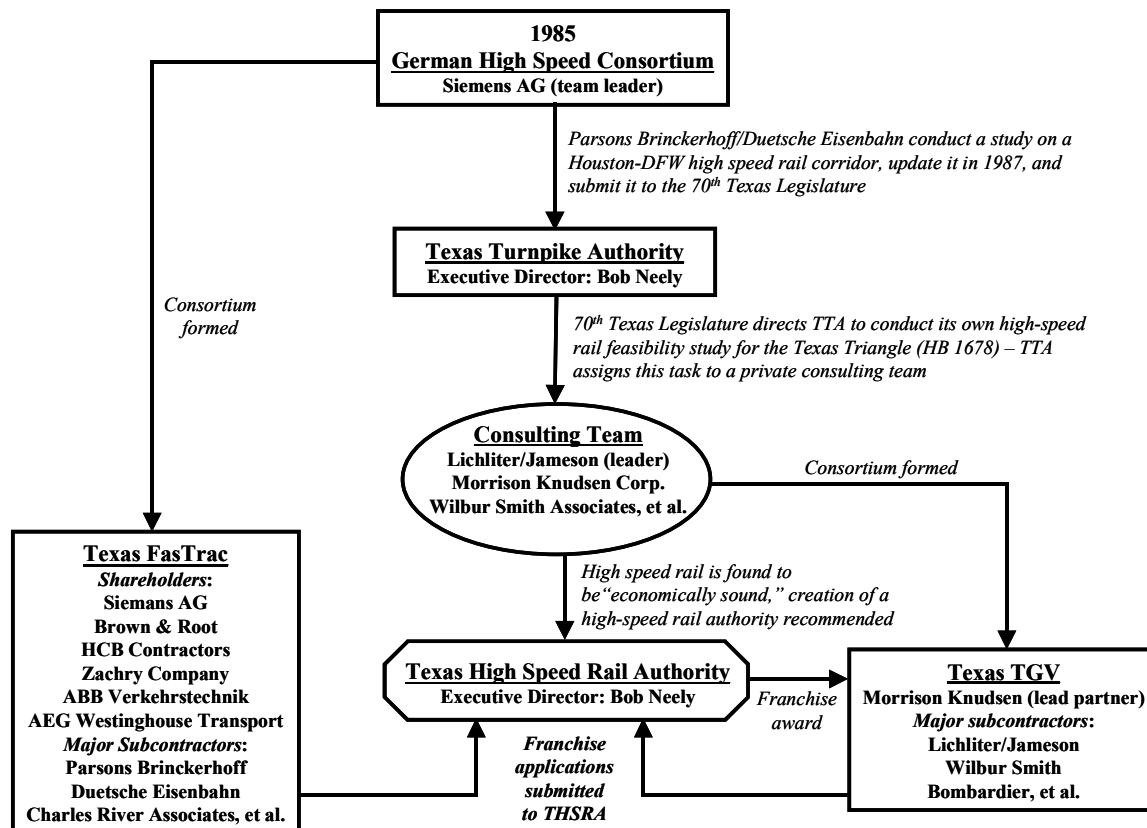 1985
German High Speed Consortium
Siemens AG (team leader)
Parsons Brinckerhoff/Duetsche Eisenbahn conduct a study on a
Houston-DFW high speed rail corridor, update it in 1987, and
submit it to the 70th Texas Legislature
Texas Turnpike Authority
Executive Director: Bob Neely
Consortium
formed
70th Texas Legislature directs TTA to conduct its own high-speed
rail feasibility study for the Texas Triangle (HB 1678) – TTA
assigns this task to a private consulting team
Consulting Team
Lichliter/Jameson (leader)
Morrison Knudsen Corp.
Wilbur Smith Associates, et al.
Consortium formed
Texas FasTrac
Shareholders:
Siemans AG
Brown & Root
HCB Contractors
Zachry Company
ABB Verkehrstechnik
AEG Westinghouse Transport
Major Subcontractors:
Parsons Brinckerhoff
Duetsche Eisenbahn
Charles River Associates, et al.
High speed rail is found to
be“economically sound,” creation of a
high-speed rail authority recommended
Texas High Speed Rail Authority
Executive Director: Bob Neely
Franchise
award
Texas TGV
Morrison Knudsen (lead partner)
Major subcontractors:
Lichliter/Jameson
Wilbur Smith
Bombardier, et al.
Franchise
applications
submitted
to THSRA